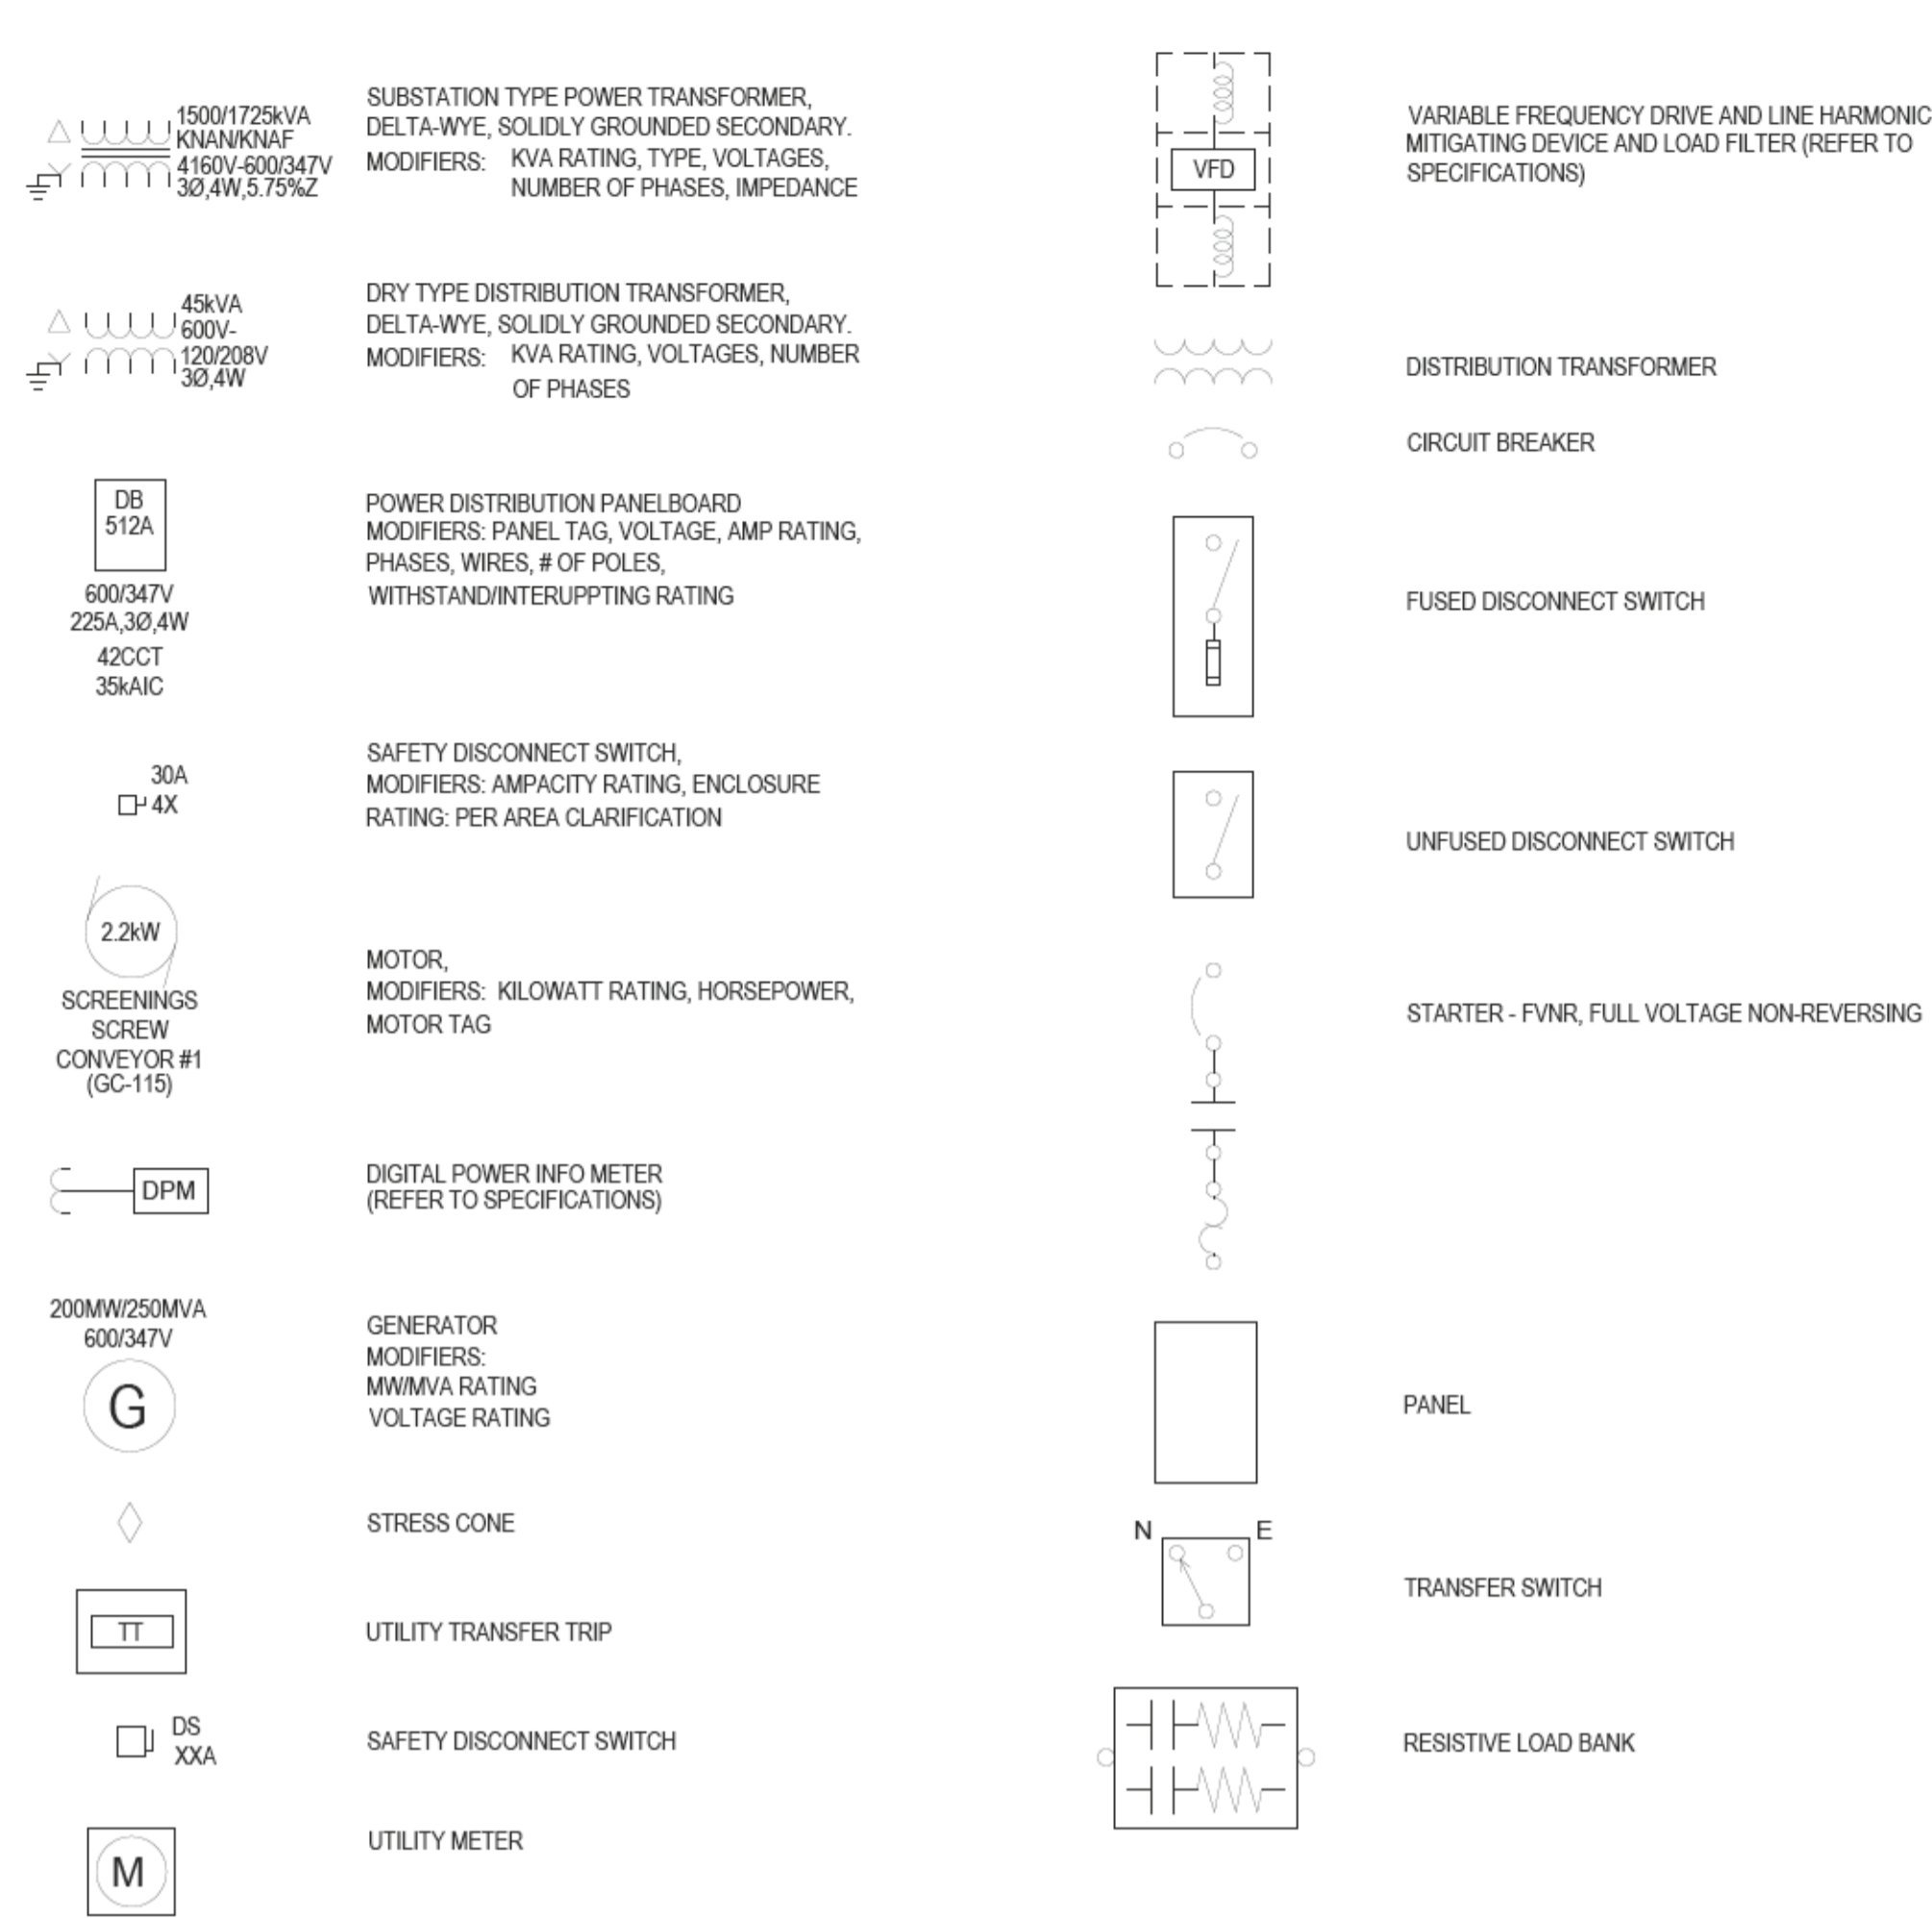 1500/1725kVA
KNAN/KNAF
4160V-600/347V
3Ø,4W,5.75%Z
SUBSTATION TYPE POWER TRANSFORMER,
DELTA-WYE, SOLIDLY GROUNDED SECONDARY.
MODIFIERS: KVA RATING, TYPE, VOLTAGES,
NUMBER OF PHASES, IMPEDANCE
45kVA
600V-
120/208V
3Ø,4W
DRY TYPE DISTRIBUTION TRANSFORMER,
DELTA-WYE, SOLIDLY GROUNDED SECONDARY.
MODIFIERS: KVA RATING, VOLTAGES, NUMBER
OF PHASES
DB
512A
600/347V
225A,3Ø,4W
42CCT
35kAIC
POWER DISTRIBUTION PANELBOARD
MODIFIERS: PANEL TAG, VOLTAGE, AMP RATING,
PHASES, WIRES, # OF POLES,
WITHSTAND/INTERUPPTING RATING
30A
4X
SAFETY DISCONNECT SWITCH,
MODIFIERS: AMPACITY RATING, ENCLOSURE
RATING: PER AREA CLARIFICATION
2.2kW
SCREENINGS
SCREW
CONVEYOR #1
(GC-115)
MOTOR,
MODIFIERS: KILOWATT RATING, HORSEPOWER,
MOTOR TAG
DPM
DIGITAL POWER INFO METER
(REFER TO SPECIFICATIONS)
200MW/250MVA
600/347V
G
GENERATOR
MODIFIERS:
MW/MVA RATING
VOLTAGE RATING
STRESS CONE
TT
UTILITY TRANSFER TRIP
DS
XXA
SAFETY DISCONNECT SWITCH
M
UTILITY METER
VFD
VARIABLE FREQUENCY DRIVE AND LINE HARMONIC
MITIGATING DEVICE AND LOAD FILTER (REFER TO
SPECIFICATIONS)
DISTRIBUTION TRANSFORMER
CIRCUIT BREAKER
FUSED DISCONNECT SWITCH
UNFUSED DISCONNECT SWITCH
STARTER - FVNR, FULL VOLTAGE NON-REVERSING
PANEL
N E
TRANSFER SWITCH
RESISTIVE LOAD BANK